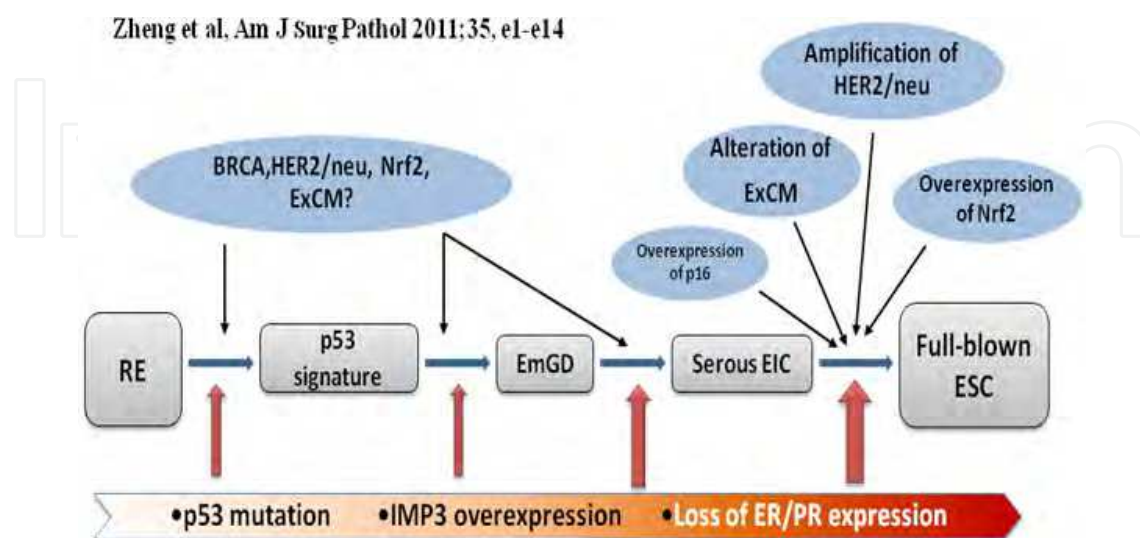 Zheng et al, Am J Surg Pathol 2011;35, e1-e14
Amplification of
HER2/neu
BRCA,HER2/neu, Nrf2,
ExCM?
Alteration of
ExCM
Overexpression
of Nrf2
Overexpression
of p16
RE
p53
signature
EmGD
Serous EIC
Full-blown
ESC
•p53 mutation •IMP3 overexpression •Loss of ER/PR expression